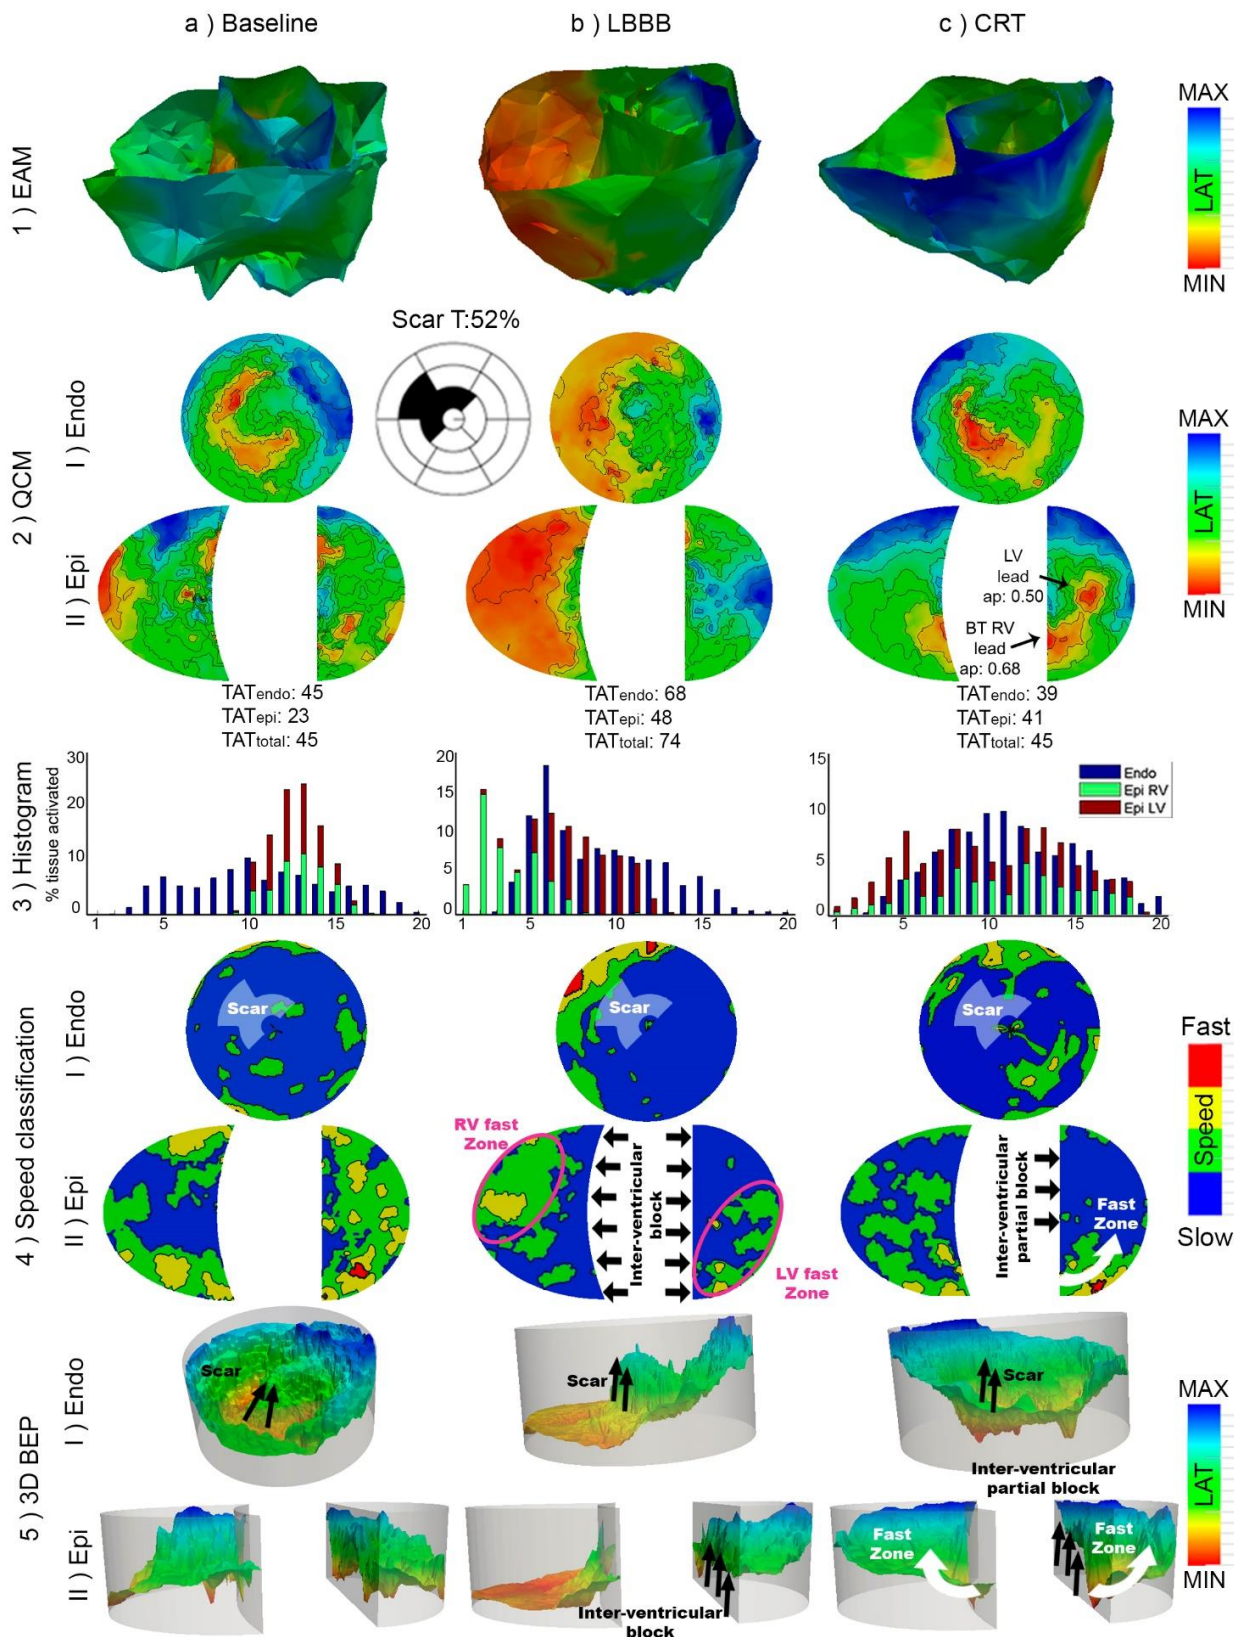 a ) Baseline
b ) LBBB
c ) CRT
1 ) EAM
MAX
LAT
MIN
Scar T:52%
2 ) QCM
I ) Endo
II ) Epi
MAX
LAT
MIN
LV
lead
ap: 0.50
BT RV
lead
ap: 0.68
TATendo: 45
TATepi: 23
TATtotal: 45
TATendo: 68
TATepi: 48
TATtotal: 74
TATendo: 39
TATepi: 41
TATtotal: 45
3 ) Histogram
% tissue activated
30
20
10
0
1 5 10 15 20
20
15
10
5
0
1 5 10 15 20
15
10
5
0
1 5 10 15 20
Endo
Epi RV
Epi LV
4 ) Speed classification
I ) Endo
II ) Epi
Scar
Scar
Scar
Fast
Speed
Slow
RV fast
Zone
Inter-ventricular
block
LV fast
Zone
Inter-ventricular
partial block
Fast
Zone
5 ) 3D BEP
I ) Endo
II ) Epi
Scar
Scar
Scar
Inter-ventricular
partial block
MAX
LAT
MIN
Inter-ventricular
block
Fast
Zone
Fast
Zone